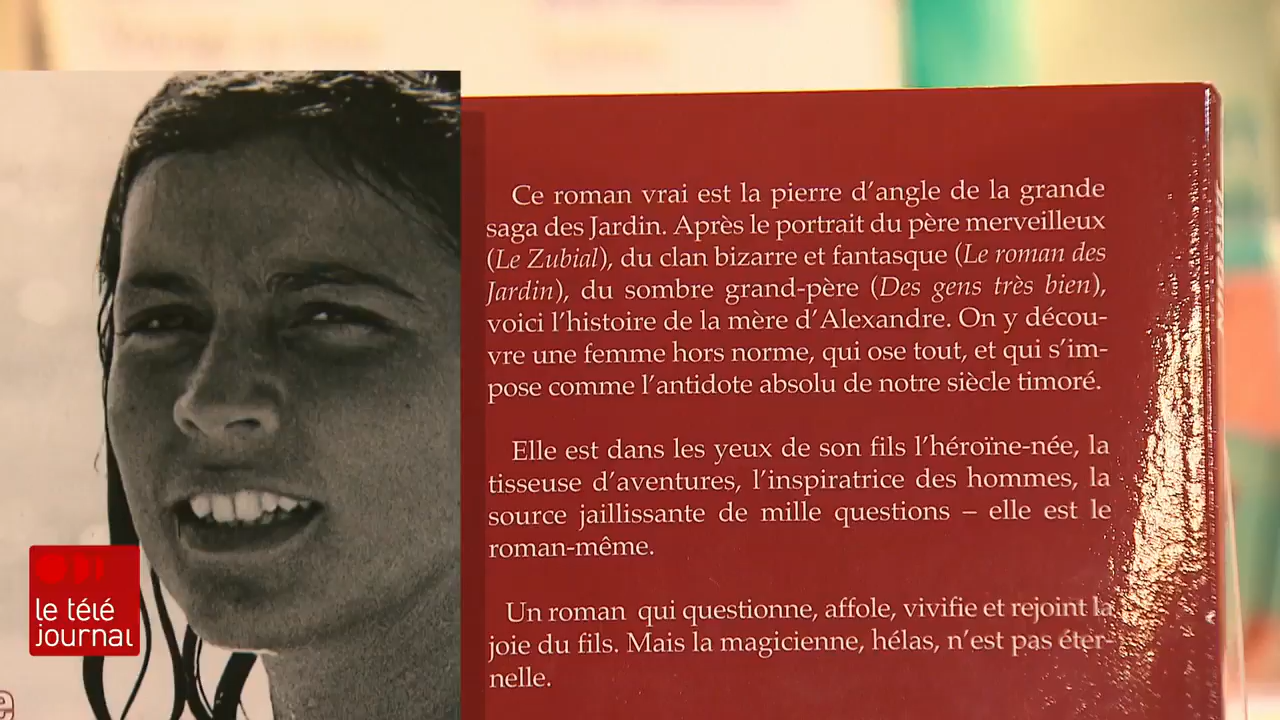 Ce roman vrai est la pierre d'angle de la grande
saga des Jardin. Après le portrait du père merveilleux
(Le Zubial), du clan bizarre et fantasque (Le roman des
Jardin), du sombre grand-père (Des gens très bien),
voici l'histoire de la mère d'Alexandre. On y décou-
vre une femme hors norme, qui ose tout, et qui s'im-
pose comme l'antidote absolu de notre siècle timoré.
Elle est dans les yeux de son fils l'héroïne-née, la
tisseuse d'aventures, l'inspiratrice des hommes, la
source jaillissante de mille questions – elle est le
roman-même.
Un roman qui questionne, affole, vivifie et rejoint la
joie du fils. Mais la magicienne, hélas, n'est pas éter-
nelle.
le télé
journal